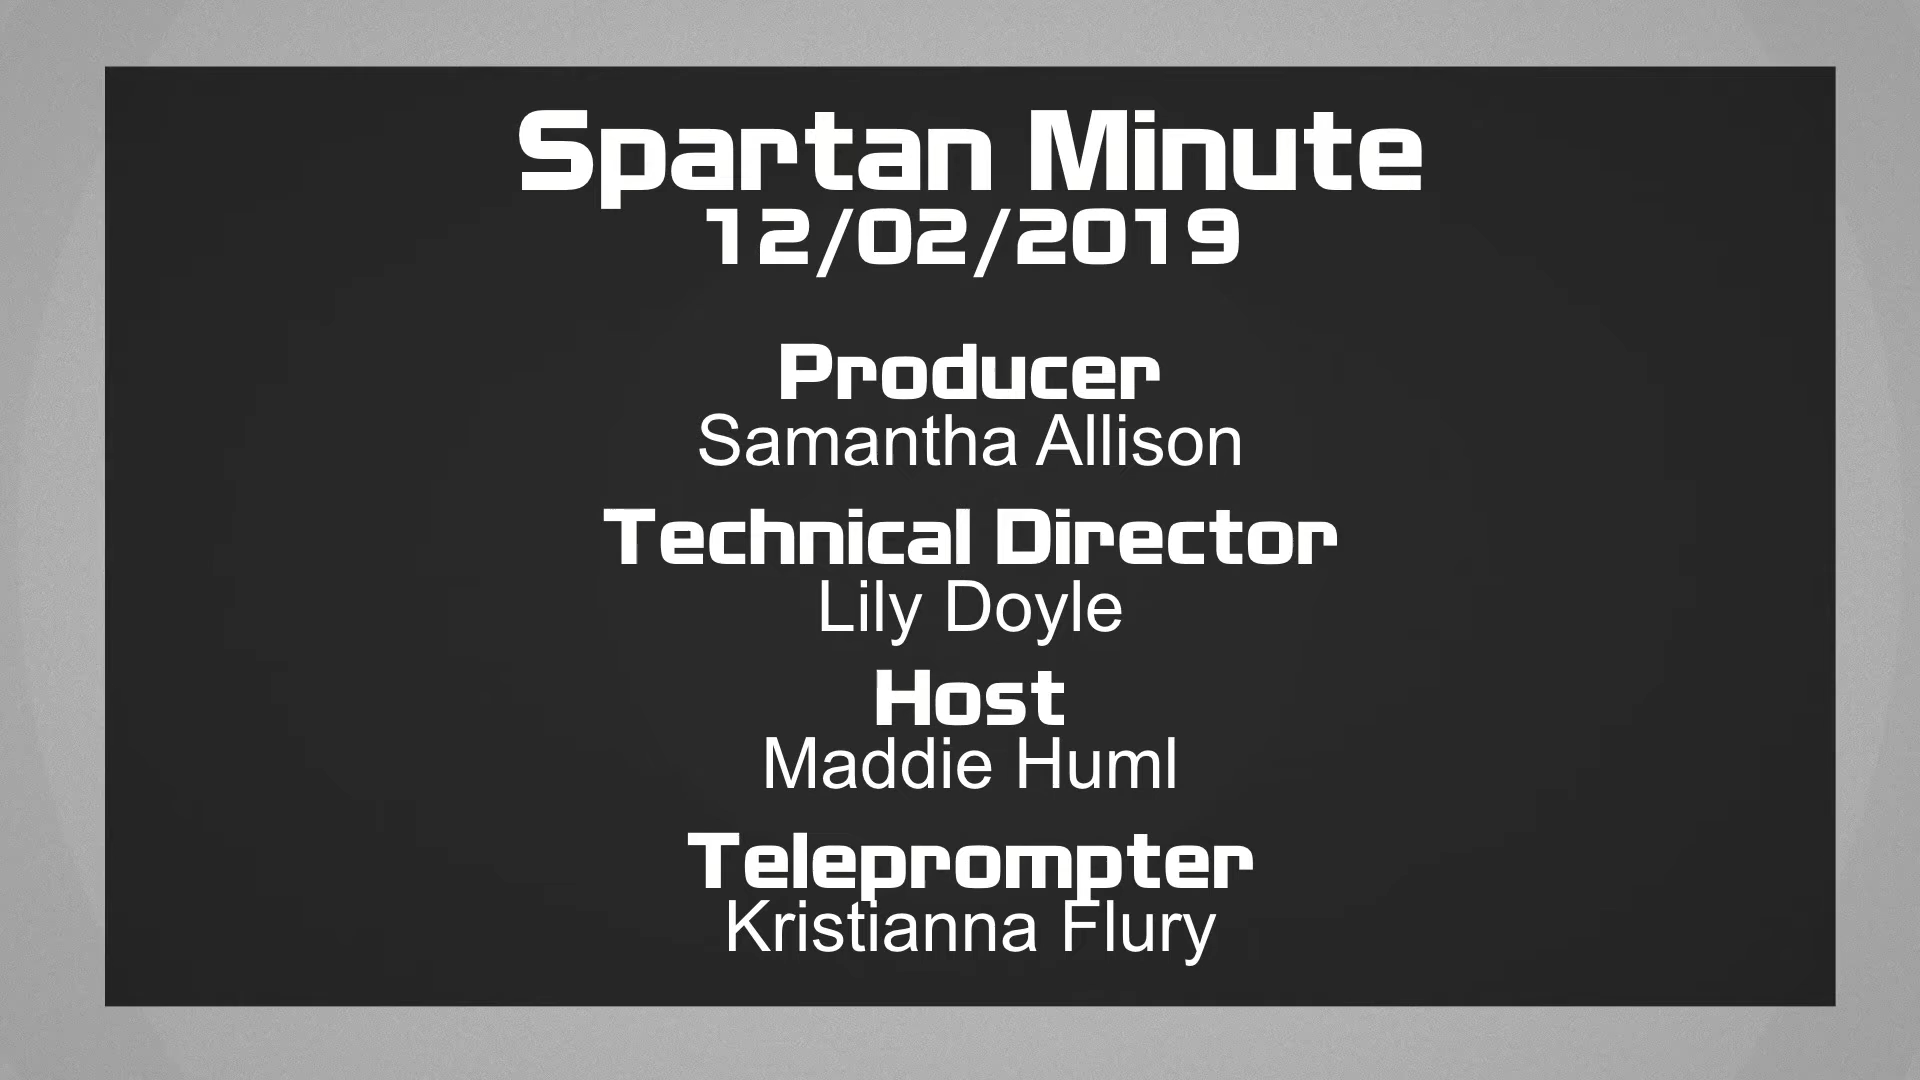 Spartan Minute
12/02/2019
Producer
Samantha Allison
Technical Director
Lily Doyle
Host
Maddie Huml
Teleprompter
Kristianna Flury